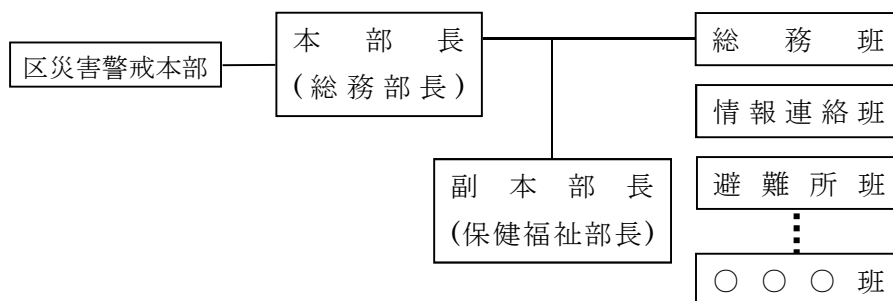 区災害警戒本部
本部長
(総務部長)
副本部長
(保健福祉部長)
総務班
情報連絡班
避難所班
○○○班